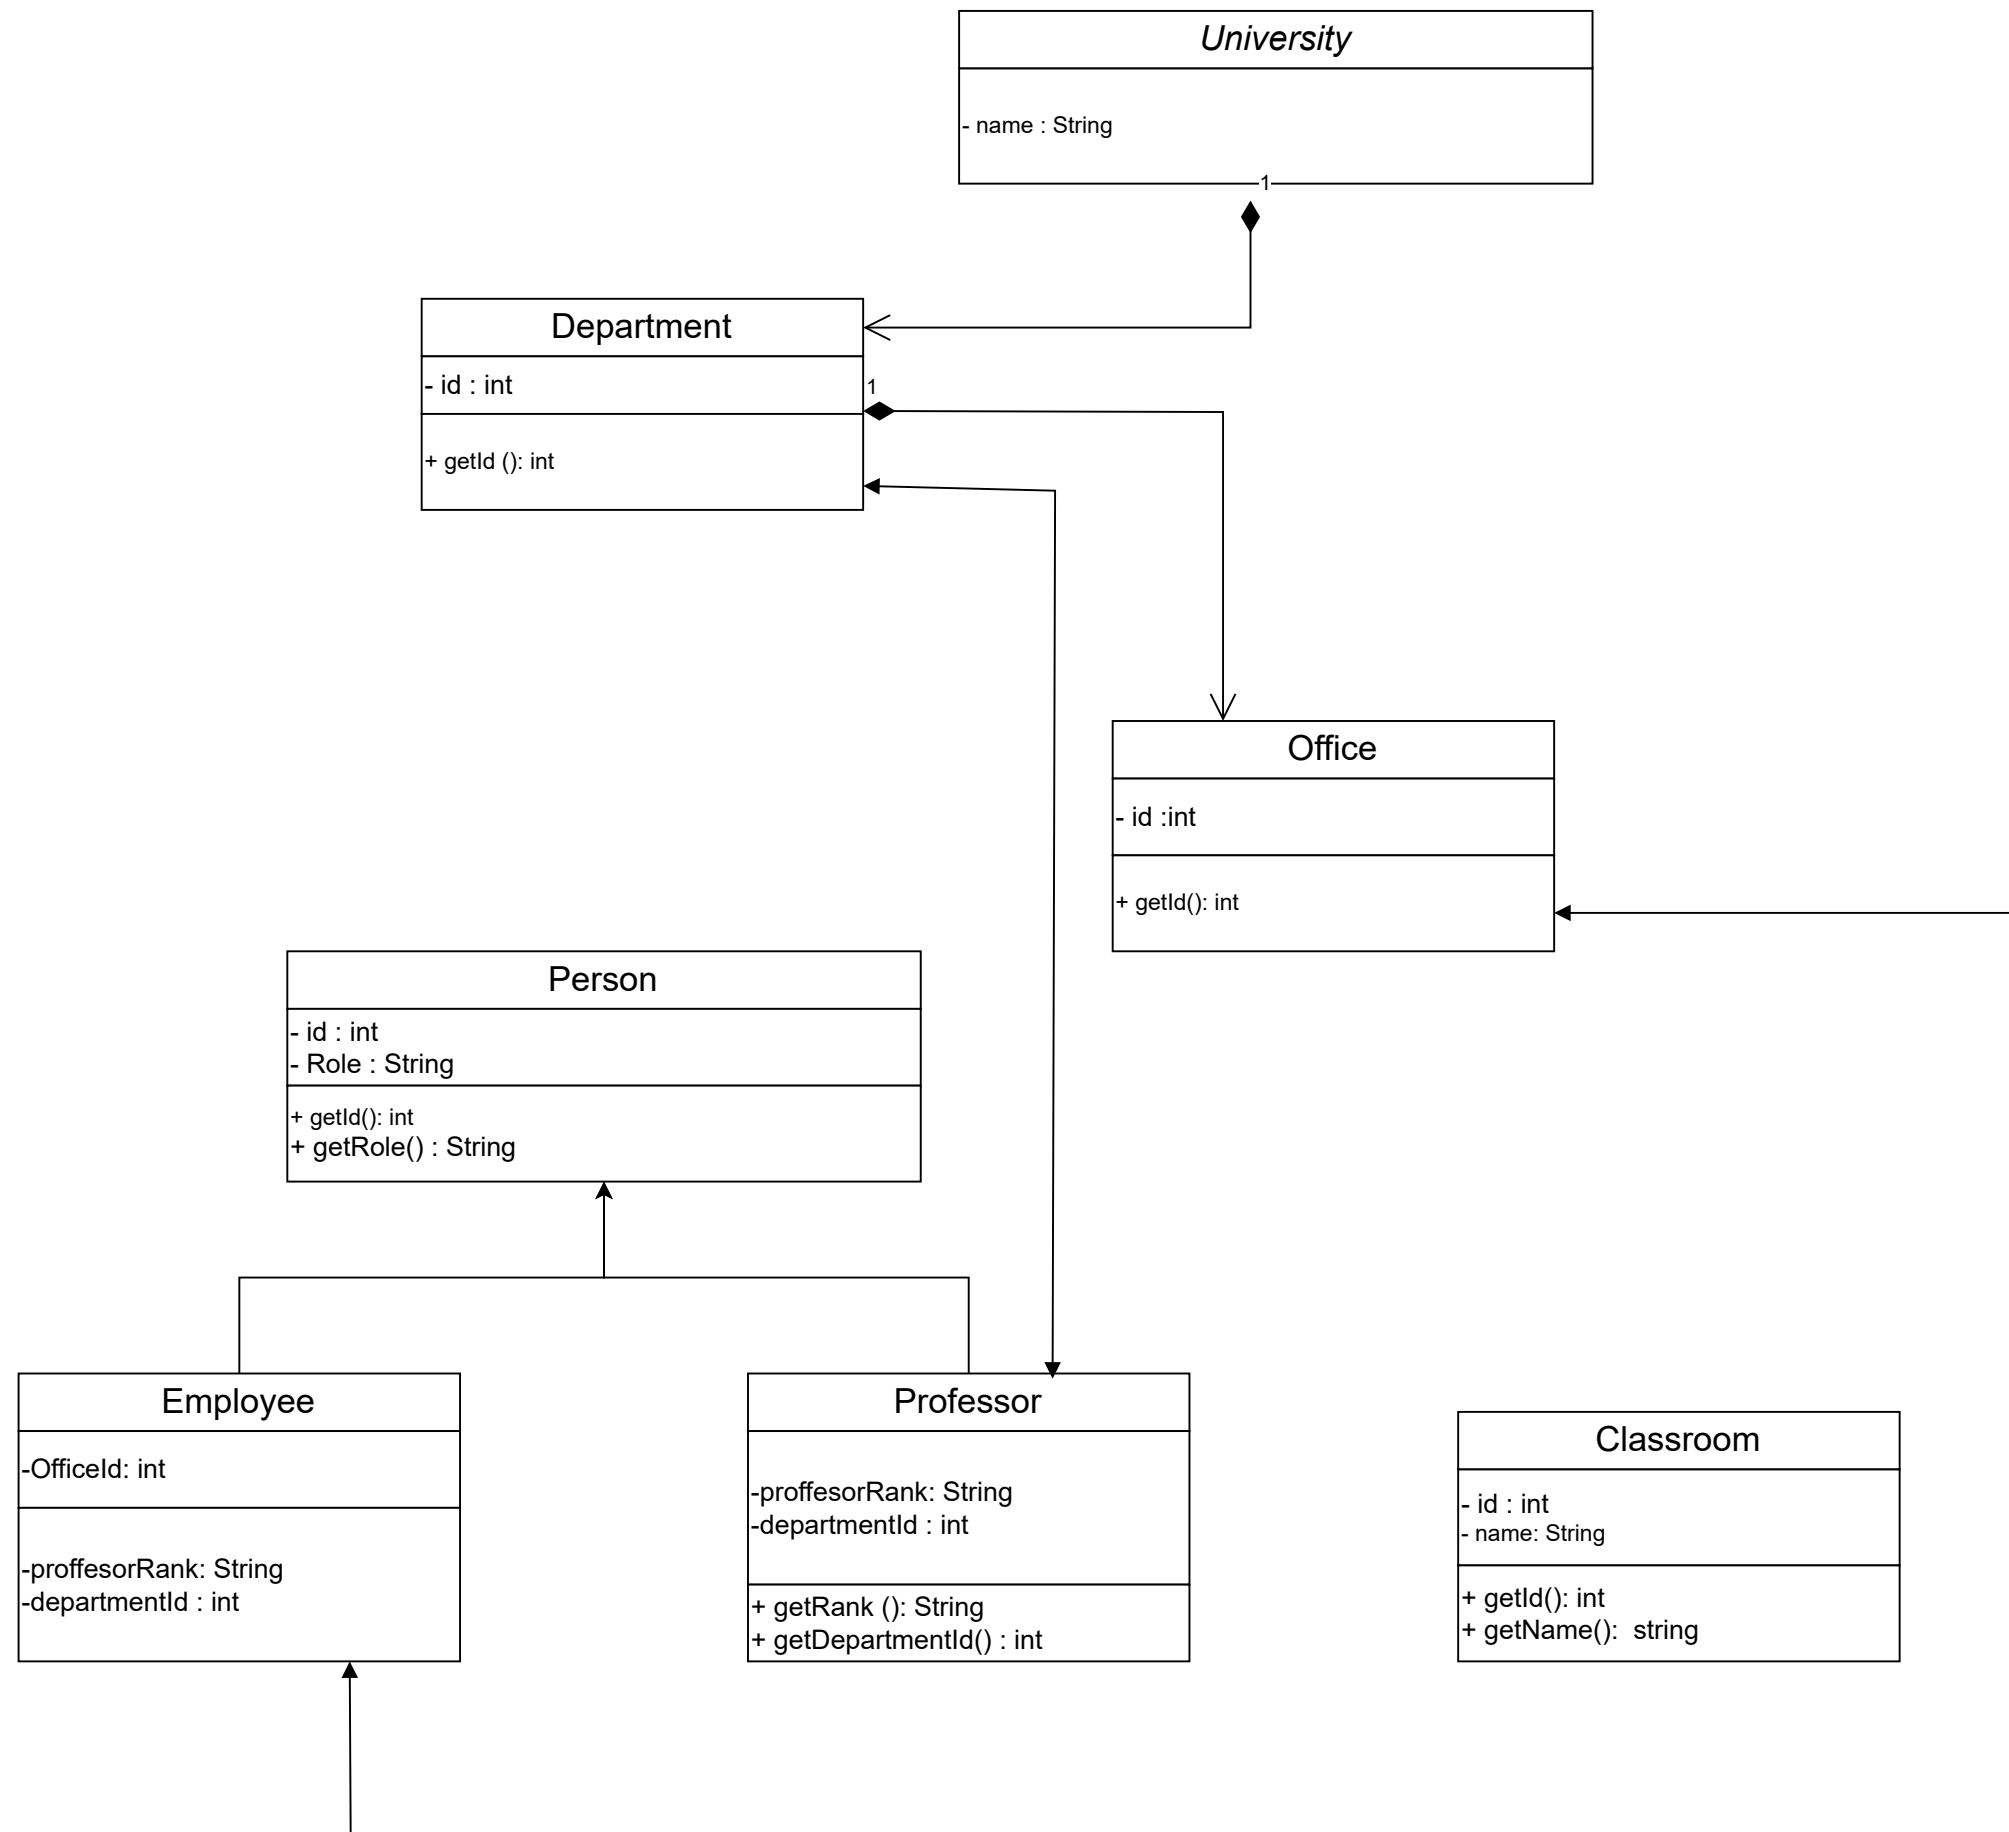 University
- name : String
1
Department
- id : int
1
+ getId (): int
Office
- id :int
+ getId(): int
Person
- id : int
- Role : String
+ getId(): int
+ getRole() : String
Employee
-OfficeId: int
-proffesorRank: String
-departmentId : int
Professor
-proffesorRank: String
-departmentId : int
+ getRank (): String
+ getDepartmentId() : int
Classroom
- id : int
- name: String
+ getId(): int
+ getName():  string